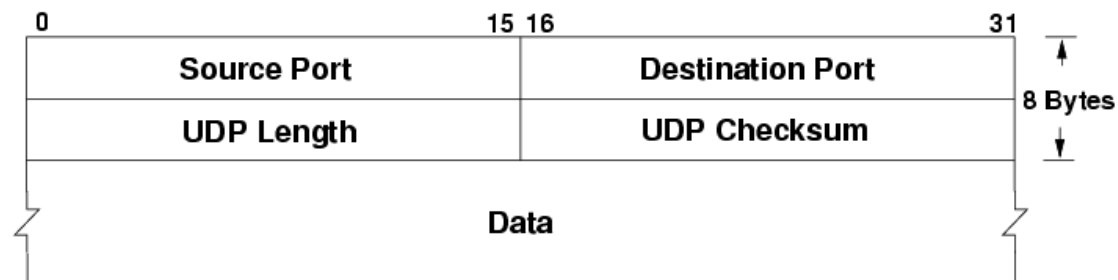 0 15 16 31
Source Port Destination Port
8 Bytes
UDP Length UDP Checksum
Data